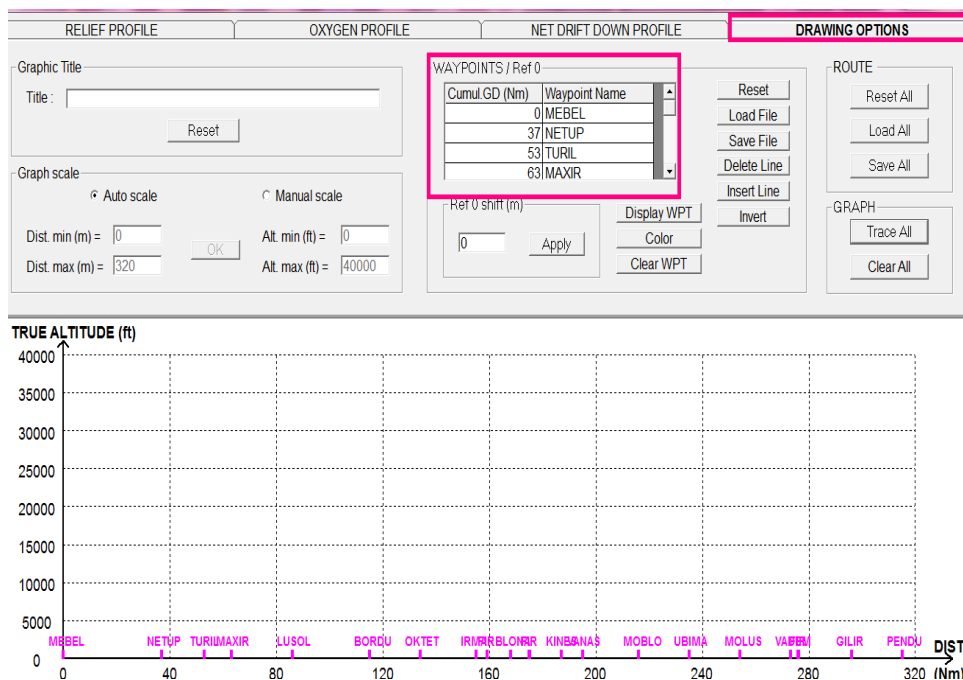 RELIEF PROFILE OXYGEN PROFILE NET DRIFT DOWN PROFILE DRAWING OPTIONS
Graphic Title
Title :
Reset
Graph scale
Auto scale Manual scale
Dist. min (m) = 0 OK Alt. min (ft) = 0
Dist. max (m) = 320 Alt. max (ft) = 40000
WAYPOINTS / Ref 0
Cumul.GD (Nm) Waypoint Name
0 MEBEL
37 NETUP
53 TURIL
63 MAXIR
Reset
Load File
Save File
Delete Line
Insert Line
Invert
Ref 0 shift (m)
0 Apply
Display WPT
Color
Clear WPT
ROUTE
Reset All
Load All
Save All
GRAPH
Trace All
Clear All
TRUE ALTITUDE (ft)
40000
35000
30000
25000
20000
15000
10000
5000
MEBEL NETUP TURIL MAXIR LUSOL BORDU OKTET MOBLO UBIMA MOLUS GILIR PENDU DIST
0
0 40 80 120 160 200 240 280 320 (Nm)